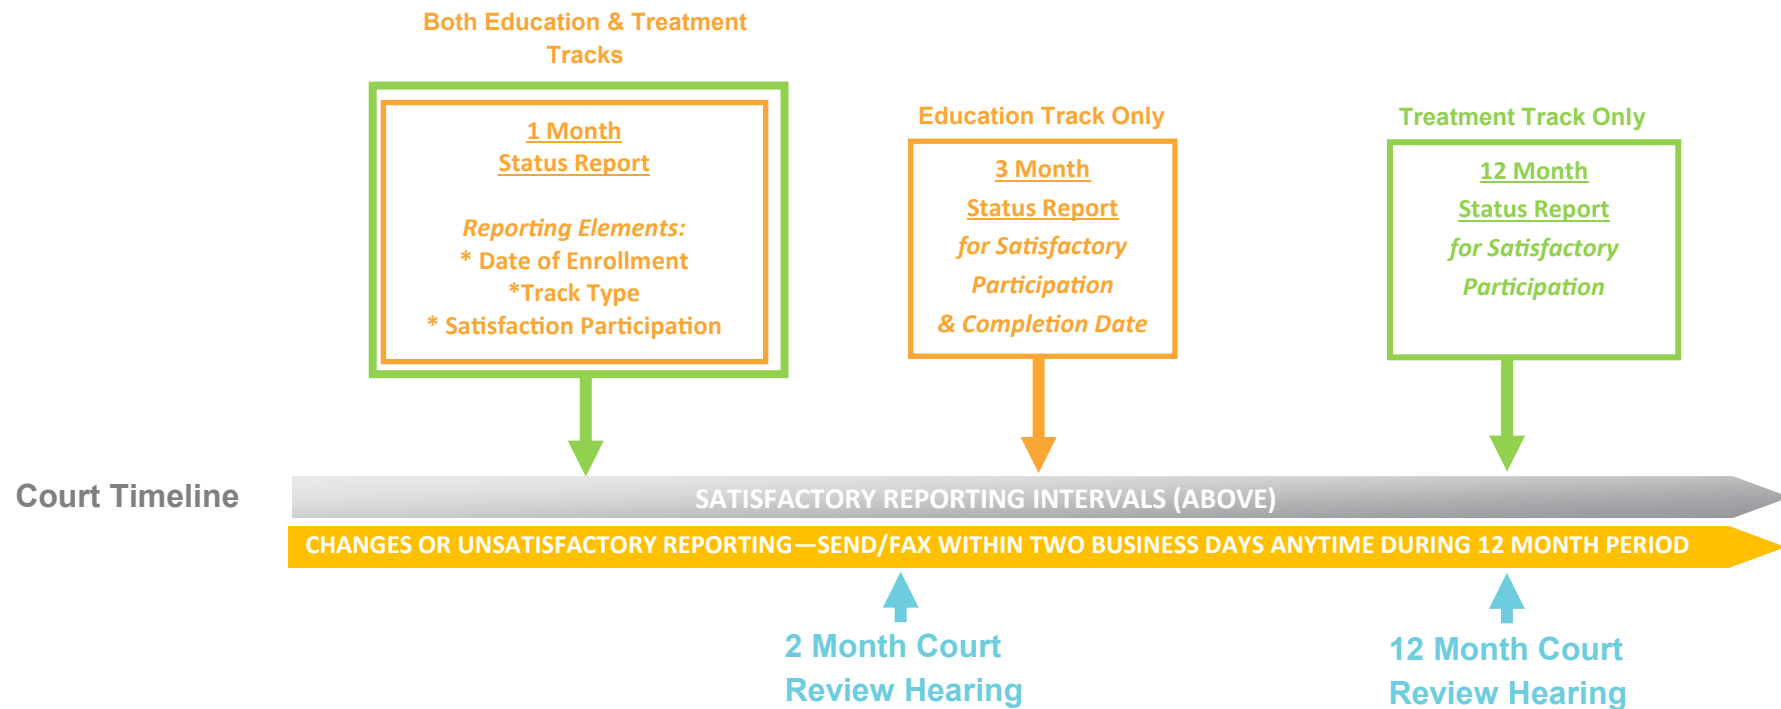 Both Education & Treatment
Tracks
1 Month
Status Report
Reporting Elements:
* Date of Enrollment
*Track Type
* Satisfaction Participation
Education Track Only
3 Month
Status Report
for Satisfactory
Participation
& Completion Date
Treatment Track Only
12 Month
Status Report
for Satisfactory
Participation
Court Timeline
SATISFACTORY REPORTING INTERVALS (ABOVE)
CHANGES OR UNSATISFACTORY REPORTING—SEND/FAX WITHIN TWO BUSINESS DAYS ANYTIME DURING 12 MONTH PERIOD
2 Month Court
Review Hearing
12 Month Court
Review Hearing